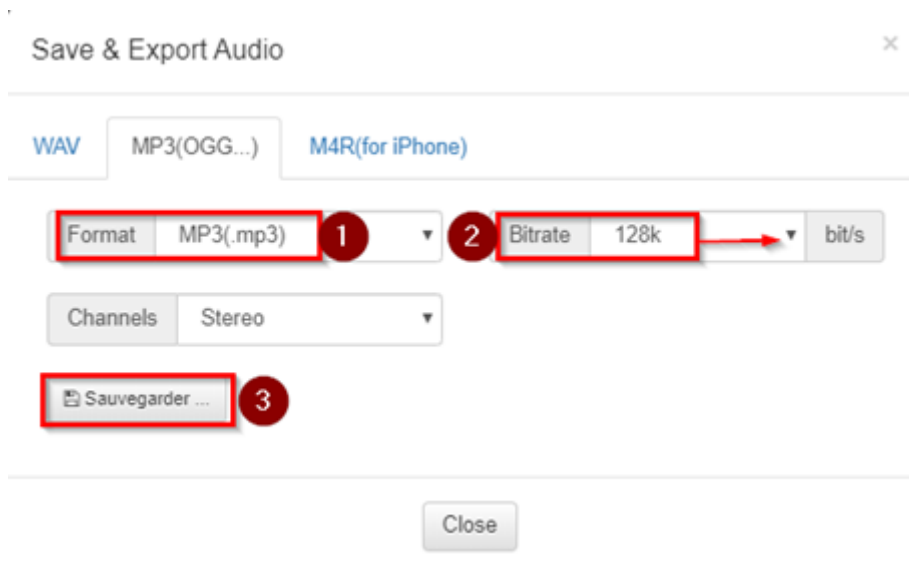 Save & Export Audio ×
WAV MP3(OGG...) M4R(for iPhone)
Format MP3(.mp3) 1 2 Bitrate 128k bit/s
Channels Stereo
Sauvegarder ... 3
Close